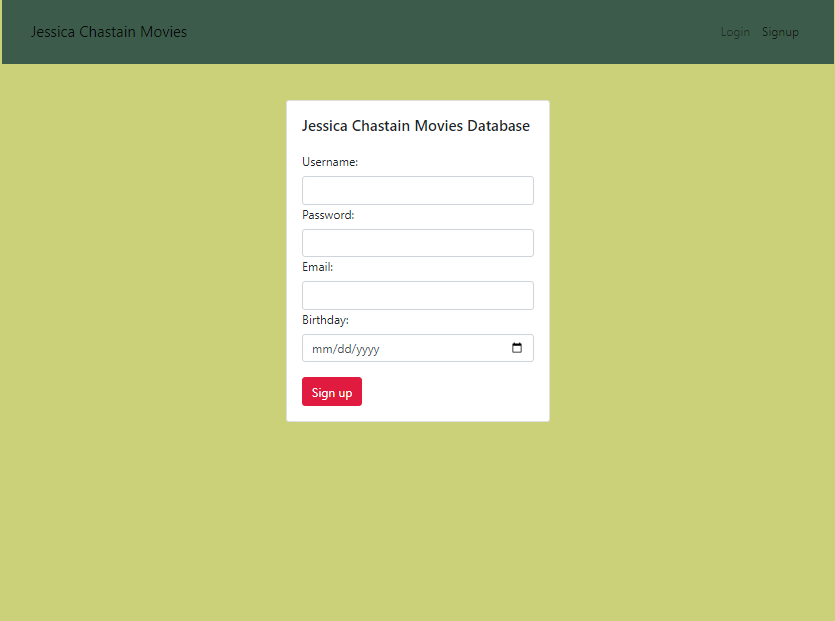 Jessica Chastain Movies
Login Signup
Jessica Chastain Movies Database
Username:
Password:
Email:
Birthday:
mm/dd/yyyy
Sign up